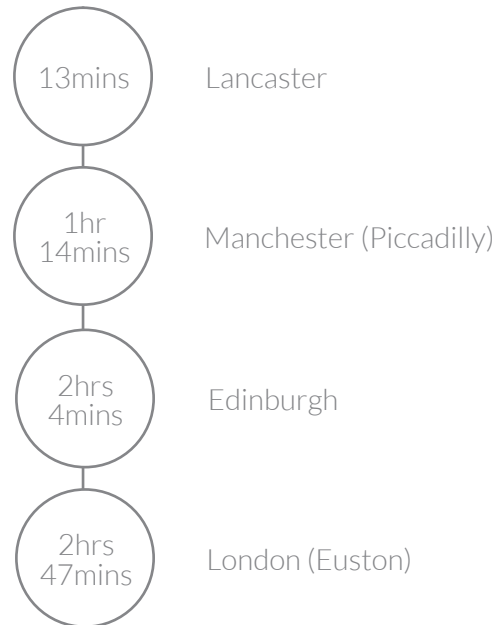 13mins
Lancaster
1hr
14mins
Manchester (Piccadilly)
2hrs
4mins
Edinburgh
2hrs
47mins
London (Euston)